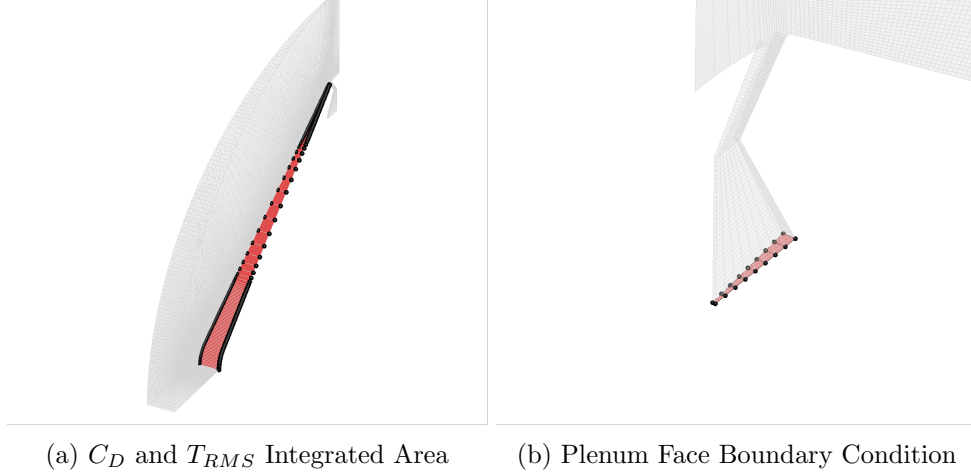 (a) $C_D$ and $T_{RMS}$ Integrated Area
(b) Plenum Face Boundary Condition